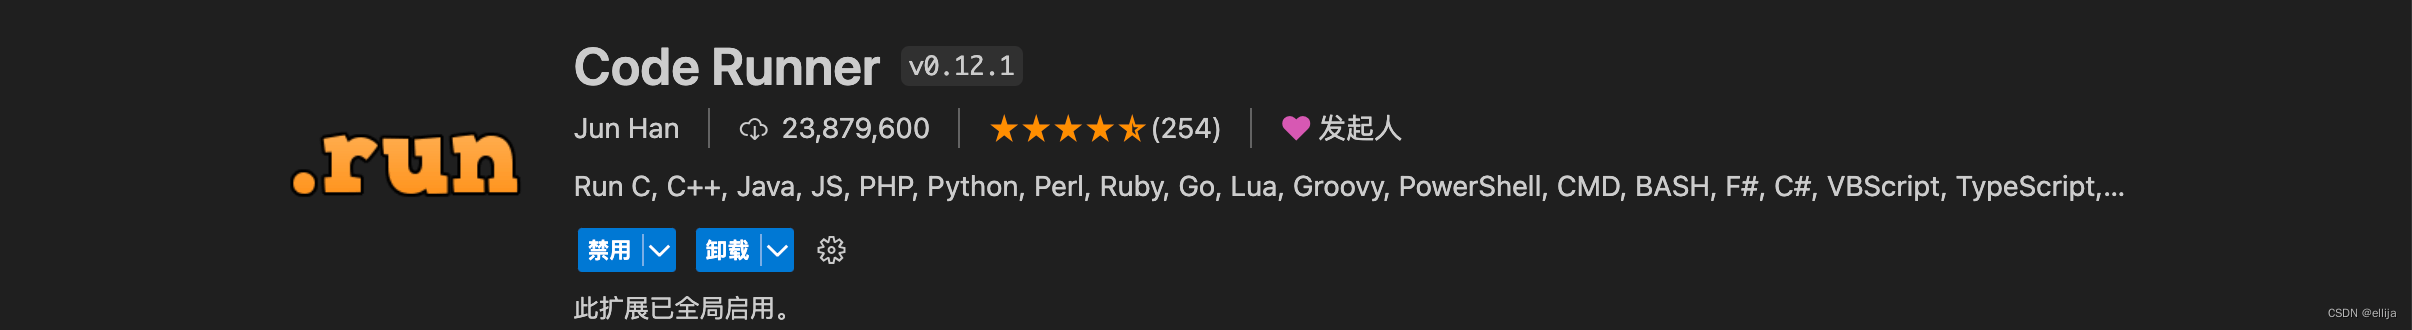 Code Runner v0.12.1
.run
Jun Han 23,879,600 ★★★★⯪(254) ♥ 发起人
Run C, C++, Java, JS, PHP, Python, Perl, Ruby, Go, Lua, Groovy, PowerShell, CMD, BASH, F#, C#, VBScript, TypeScript,...
禁用 卸载
此扩展已全局启用。
CSDN @ellija